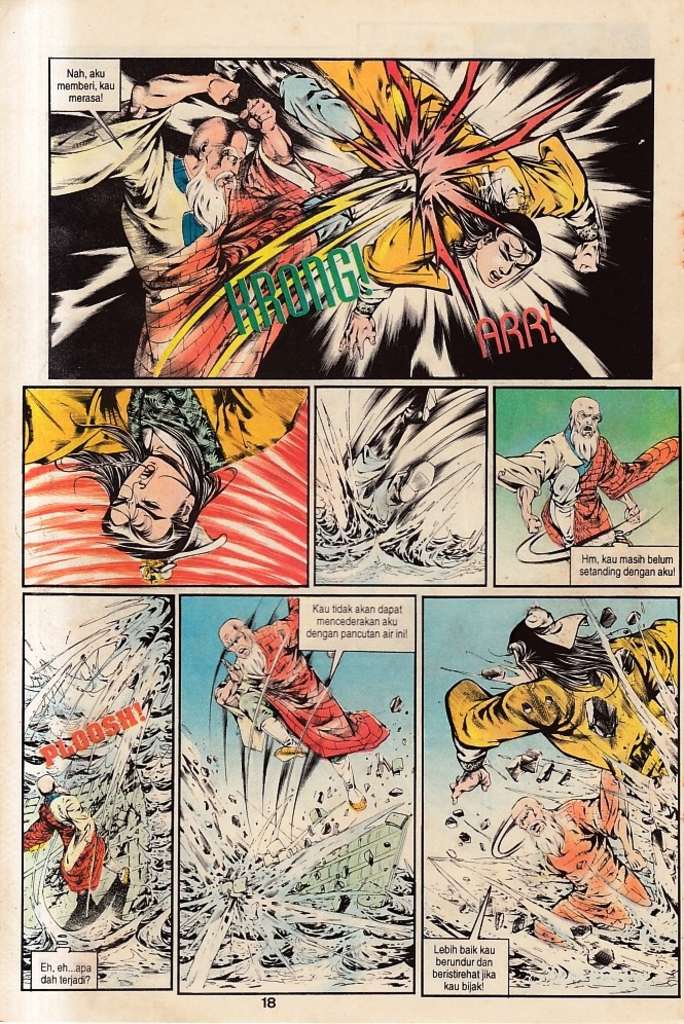 Nah, aku
memberi, kau
merasa!
KRONG!
ARR!
Hm, kau masih belum
setanding dengan aku!
PLOOSH!
Eh, eh...apa
dah terjadi?
Kau tidak akan dapat
mencederakan aku
dengan pancutan air ini!
Lebih baik kau
berundur dan
beristirehat jika
kau bijak!
18